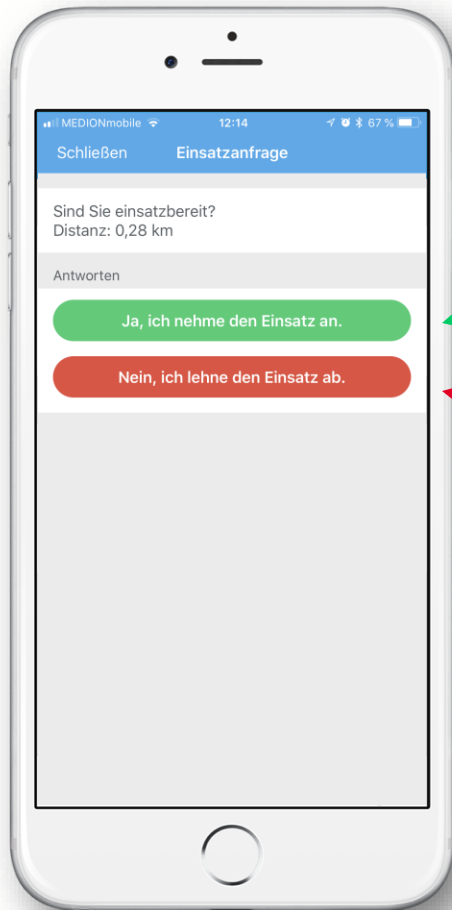 MEDIONmobile 12:14 67 %
Schließen Einsatzanfrage
Sind Sie einsatzbereit?
Distanz: 0,28 km
Antworten
Ja, ich nehme den Einsatz an.
Nein, ich lehne den Einsatz ab.